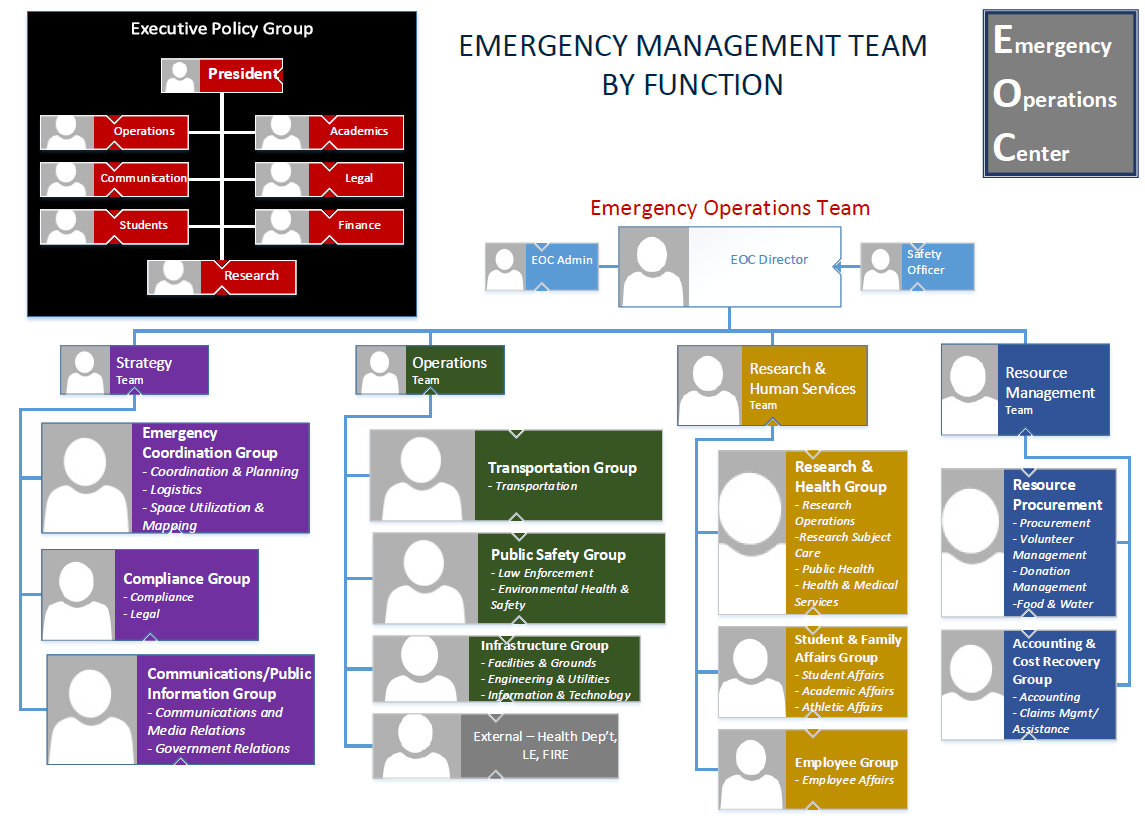 Executive Policy Group
President
Operations
Academics
Communication
Legal
Students
Finance
Research
EMERGENCY MANAGEMENT TEAM
BY FUNCTION
Emergency
Operations
Center
Emergency Operations Team
EOC Admin
EOC Director
Safety
Officer
Strategy
Team
Operations
Team
Research &
Human Services
Team
Resource
Management
Team
Emergency
Coordination Group
- Coordination & Planning
- Logistics
- Space Utilization &
Mapping
Compliance Group
- Compliance
- Legal
Communications/Public
Information Group
- Communications and
Media Relations
- Government Relations
Transportation Group
- Transportation
Public Safety Group
- Law Enforcement
- Environmental Health &
Safety
Infrastructure Group
- Facilities & Grounds
- Engineering & Utilities
- Information & Technology
External – Health Dep't,
LE, FIRE
Research &
Health Group
- Research
Operations
-Research Subject
Care
- Public Health
- Health & Medical
Services
Student & Family
Affairs Group
- Student Affairs
- Academic Affairs
- Athletic Affairs
Employee Group
- Employee Affairs
Resource
Procurement
- Procurement
- Volunteer
Management
- Donation
Management
-Food & Water
Accounting &
Cost Recovery
Group
- Accounting
- Claims Mgmt/
Assistance